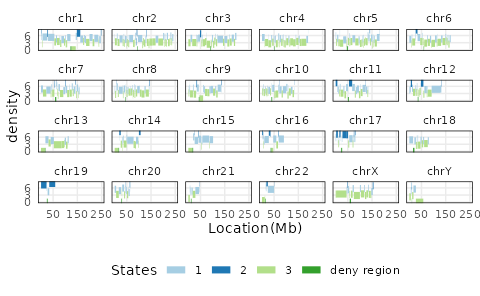 chr1 chr2 chr3 chr4 chr5 chr6
6
3
0
chr7 chr8 chr9 chr10 chr11 chr12
6
3
0
chr13 chr14 chr15 chr16 chr17 chr18
6
3
0
chr19 chr20 chr21 chr22 chrX chrY
6
3
0
density
50 150 250 50 150 250 50 150 250 50 150 250 50 150 250 50 150 250
Location(Mb)
States 1 2 3 deny region